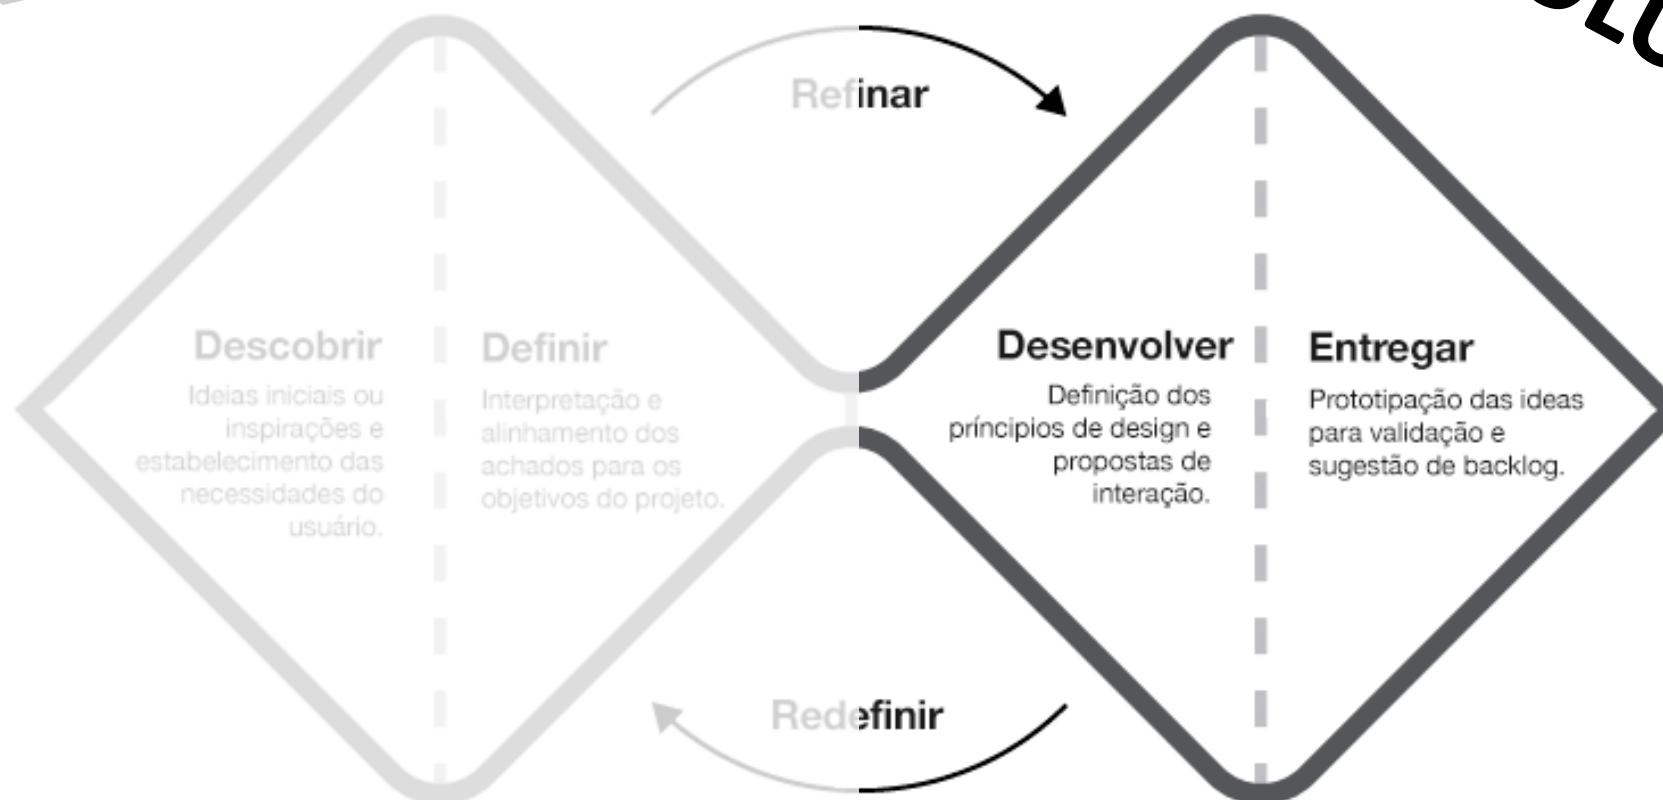 Refinar
Descobrir
Ideias iniciais ou
inspirações e
estabelecimento das
necessidades do
usuário.
Definir
Interpretação e
alinhamento dos
achados para os
objetivos do projeto.
Desenvolver
Definição dos
príncipios de design e
propostas de
interação.
Entregar
Prototipação das ideas
para validação e
sugestão de backlog.
Redefinir